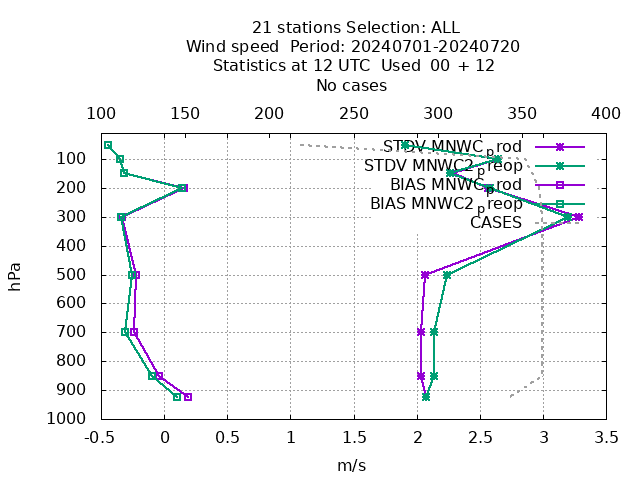 21 stations Selection: ALL
Wind speed  Period: 20240701-20240720
Statistics at 12 UTC  Used  00 + 12
No cases
100 150 200 250 300 350 400
STDV MNWC_prod
STDV MNWC2_preop
BIAS MNWC_prod
BIAS MNWC2_preop
CASES
100
200
300
400
500
600
700
800
900
1000
hPa
-0.5 0 0.5 1 1.5 2 2.5 3 3.5
m/s